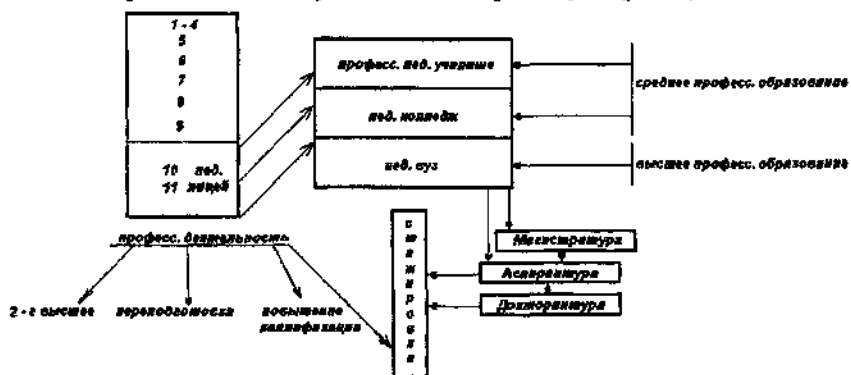 1 - 4
5
6
7
8
9
10 пед.
11 лицей
професс. пед. училище
пед. колледж
пед. вуз
среднее професс. образование
высшее професс. образование
професс. деятельность
2 - е высшее
повышение
квалификации
Магистратура
Аспирантура
Докторантура